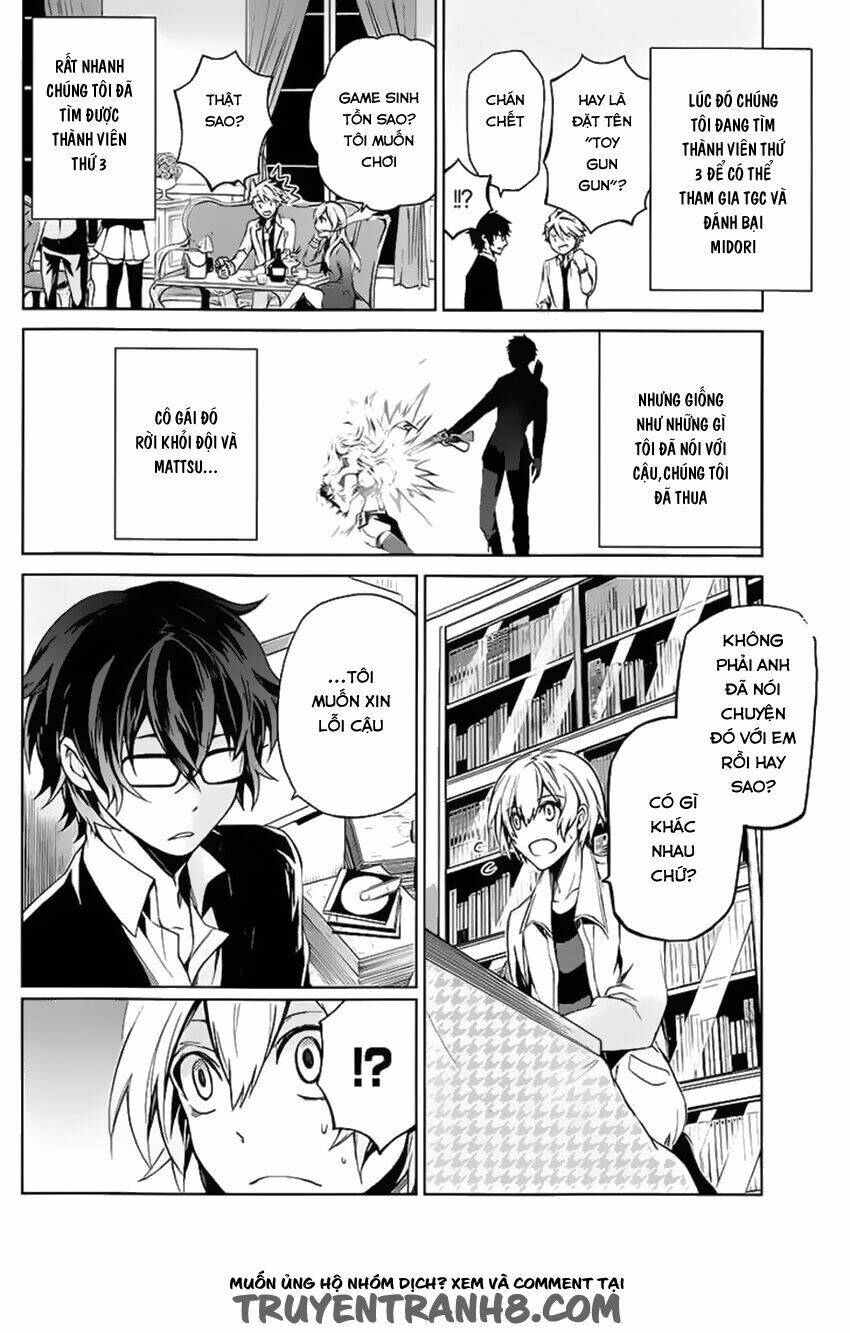 LÚC ĐÓ CHÚNG
TÔI ĐANG TÌM
THÀNH VIÊN THỨ
3 ĐỂ CÓ THỂ
THAM GIA TGC VÀ
ĐÁNH BẠI
MIDORI
HAY LÀ
ĐẶT TÊN
"TOY
GUN
GUN"?
CHÁN
CHẾT
!!?
GAME SINH
TỒN SAO?
TÔI MUỐN
CHƠI
THẬT
SAO?
RẤT NHANH
CHÚNG TÔI ĐÃ
TÌM ĐƯỢC
THÀNH VIÊN
THỨ 3
NHƯNG GIỐNG
NHƯ NHỮNG GÌ
TÔI ĐÃ NÓI VỚI
CẬU,CHÚNG TÔI
ĐÃ THUA
CÔ GÁI ĐÓ
RỜI KHỎI ĐỘI VÀ
MATTSU...
KHÔNG
PHẢI ANH
ĐÃ NÓI
CHUYỆN
ĐÓ VỚI EM
RỒI HAY
SAO?
CÓ GÌ
KHÁC
NHAU
CHỨ?
...TÔI
MUỐN XIN
LỖI CẬU
!?
MUỐN ỦNG HỘ NHÓM DỊCH? XEM VÀ COMMENT TẠI
TRUYENTRANH8.COM